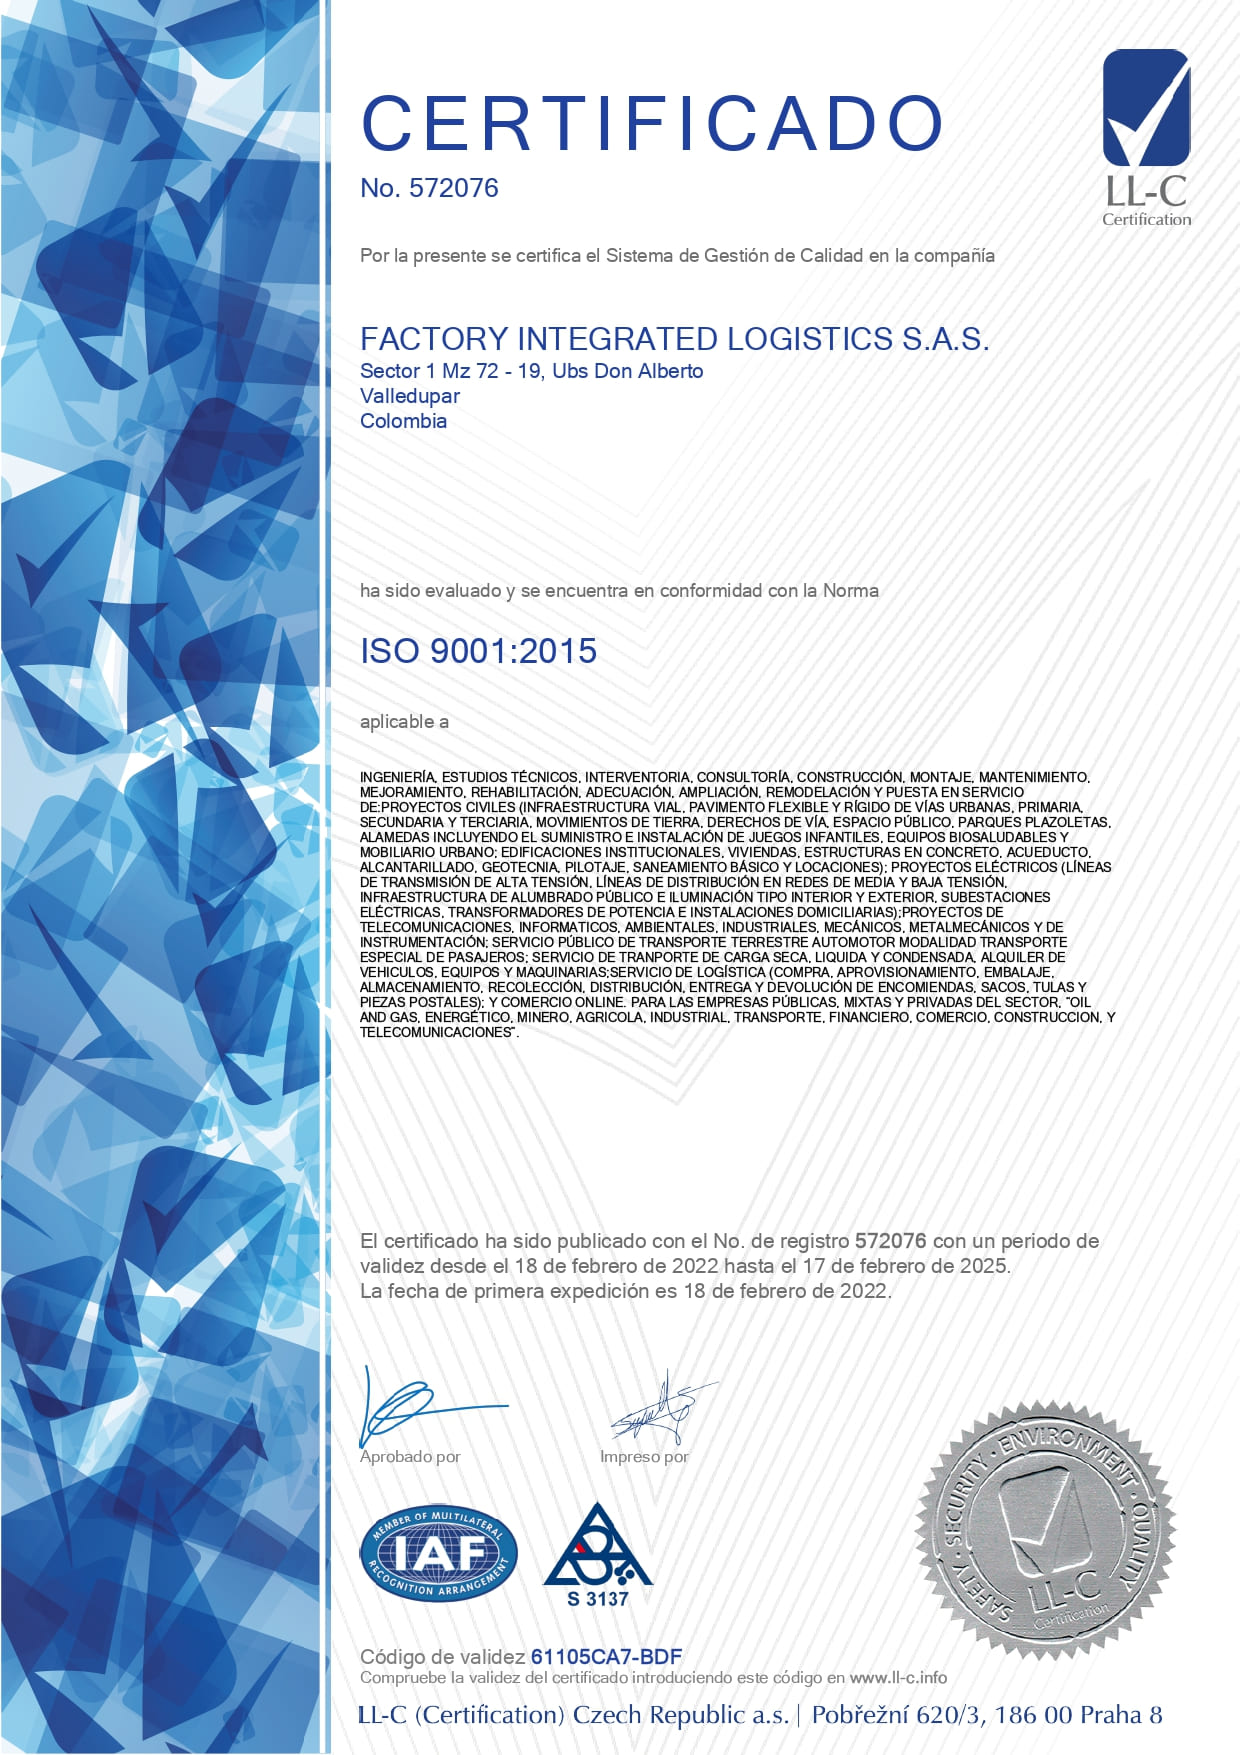 CERTIFICADO
No. 572076
LL-C
Certification
Por la presente se certifica el Sistema de Gestión de Calidad en la compañía
FACTORY INTEGRATED LOGISTICS S.A.S.
Sector 1 Mz 72 - 19, Ubs Don Alberto
Valledupar
Colombia
ha sido evaluado y se encuentra en conformidad con la Norma
ISO 9001:2015
aplicable a
INGENIERÍA, ESTUDIOS TÉCNICOS, INTERVENTORIA, CONSULTORÍA, CONSTRUCCIÓN, MONTAJE, MANTENIMIENTO,
MEJORAMIENTO, REHABILITACIÓN, ADECUACIÓN, AMPLIACIÓN, REMODELACIÓN Y PUESTA EN SERVICIO
DE:PROYECTOS CIVILES (INFRAESTRUCTURA VIAL, PAVIMENTO FLEXIBLE Y RÍGIDO DE VÍAS URBANAS, PRIMARIA,
SECUNDARIA Y TERCIARIA, MOVIMIENTOS DE TIERRA, DERECHOS DE VÍA, ESPACIO PÚBLICO, PARQUES PLAZOLETAS,
ALAMEDAS INCLUYENDO EL SUMINISTRO E INSTALACIÓN DE JUEGOS INFANTILES, EQUIPOS BIOSALUDABLES Y
MOBILIARIO URBANO; EDIFICACIONES INSTITUCIONALES, VIVIENDAS, ESTRUCTURAS EN CONCRETO, ACUEDUCTO,
ALCANTARILLADO, GEOTECNIA, PILOTAJE, SANEAMIENTO BÁSICO Y LOCACIONES); PROYECTOS ELÉCTRICOS (LÍNEAS
DE TRANSMISIÓN DE ALTA TENSIÓN, LÍNEAS DE DISTRIBUCIÓN EN REDES DE MEDIA Y BAJA TENSIÓN,
INFRAESTRUCTURA DE ALUMBRADO PÚBLICO E ILUMINACIÓN TIPO INTERIOR Y EXTERIOR, SUBESTACIONES
ELÉCTRICAS, TRANSFORMADORES DE POTENCIA E INSTALACIONES DOMICILIARIAS);PROYECTOS DE
TELECOMUNICACIONES, INFORMATICOS, AMBIENTALES, INDUSTRIALES, MECÁNICOS, METALMECÁNICOS Y DE
INSTRUMENTACIÓN; SERVICIO PÚBLICO DE TRANSPORTE TERRESTRE AUTOMOTOR MODALIDAD TRANSPORTE
ESPECIAL DE PASAJEROS; SERVICIO DE TRANPORTE DE CARGA SECA, LIQUIDA Y CONDENSADA, ALQUILER DE
VEHICULOS, EQUIPOS Y MAQUINARIAS;SERVICIO DE LOGÍSTICA (COMPRA, APROVISIONAMIENTO, EMBALAJE,
ALMACENAMIENTO, RECOLECCIÓN, DISTRIBUCIÓN, ENTREGA Y DEVOLUCIÓN DE ENCOMIENDAS, SACOS, TULAS Y
PIEZAS POSTALES); Y COMERCIO ONLINE. PARA LAS EMPRESAS PÚBLICAS, MIXTAS Y PRIVADAS DEL SECTOR, "OIL
AND GAS, ENERGÉTICO, MINERO, AGRICOLA, INDUSTRIAL, TRANSPORTE, FINANCIERO, COMERCIO, CONSTRUCCION, Y
TELECOMUNICACIONES".
El certificado ha sido publicado con el No. de registro 572076 con un periodo de
validez desde el 18 de febrero de 2022 hasta el 17 de febrero de 2025.
La fecha de primera expedición es 18 de febrero de 2022.
Aprobado por
Impreso por
MEMBER OF MULTILATERAL
IAF
RECOGNITION ARRANGEMENT
S 3137
SAFETY · SECURITY · ENVIRONMENT · QUALITY
LL-C
Certification
Código de validez 61105CA7-BDF
Compruebe la validez del certificado introduciendo este código en www.ll-c.info
LL-C (Certification) Czech Republic a.s. | Pobřežní 620/3, 186 00 Praha 8